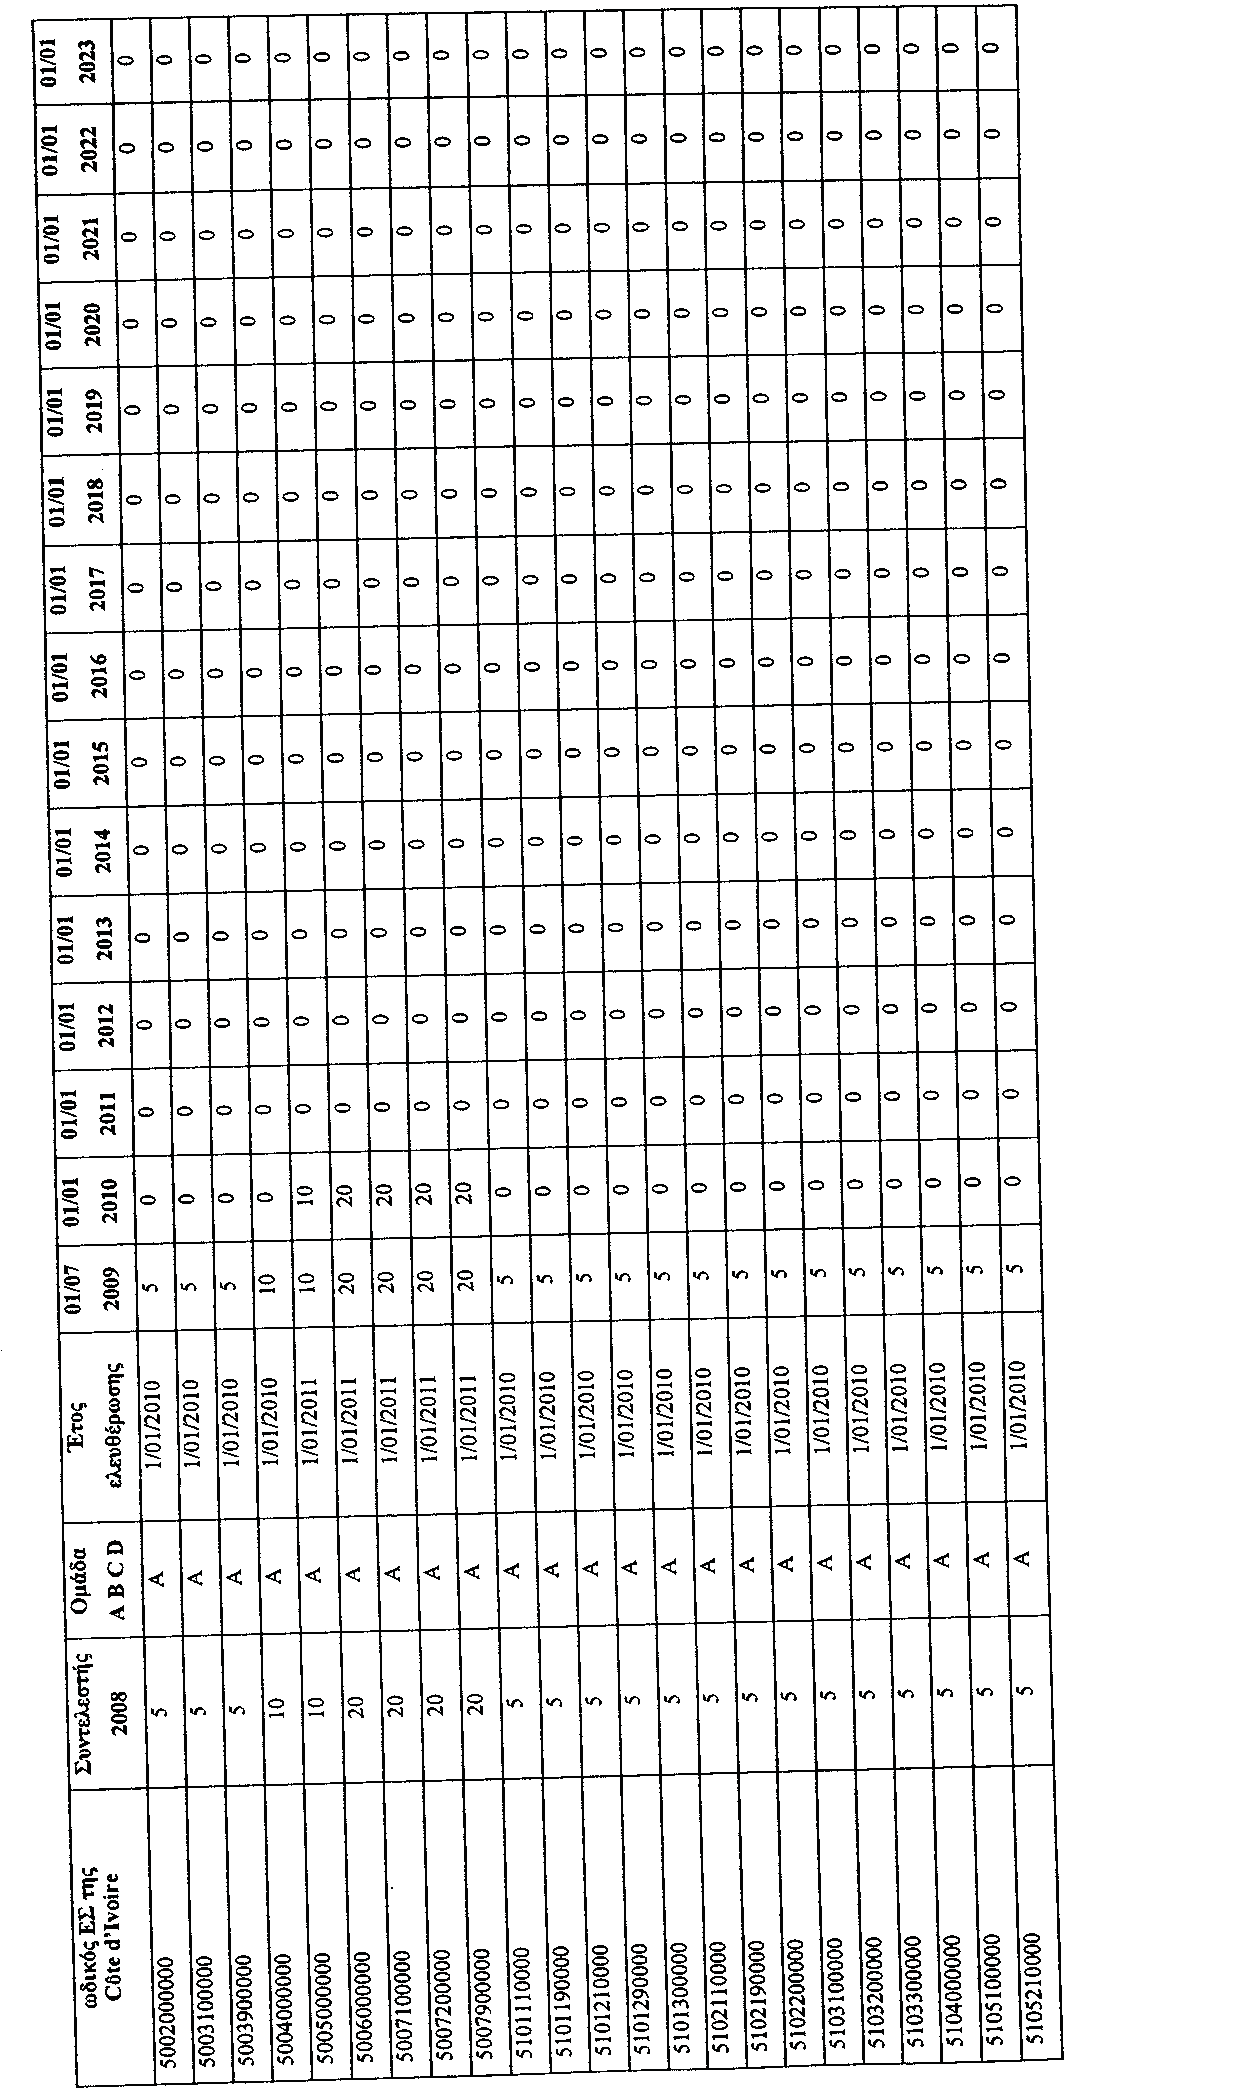 ωδικός ΕΣ της Συντελεστής Ομάδα Έτος 01/07 01/01 01/01 01/01 01/01 01/01 01/01 01/01 01/01 01/01 01/01 01/01 01/01 01/01 01/01
Côte d'Ivoire 2008 A B C D ελευθέρωσης 2009 2010 2011 2012 2013 2014 2015 2016 2017 2018 2019 2020 2021 2022 2023
5002000000 5 A 1/01/2010 5 0 0 0 0 0 0 0 0 0 0 0 0 0 0
5003100000 5 A 1/01/2010 5 0 0 0 0 0 0 0 0 0 0 0 0 0 0
5003900000 5 A 1/01/2010 5 0 0 0 0 0 0 0 0 0 0 0 0 0 0
5004000000 10 A 1/01/2010 10 0 0 0 0 0 0 0 0 0 0 0 0 0 0
5005000000 10 A 1/01/2011 10 10 0 0 0 0 0 0 0 0 0 0 0 0 0
5006000000 20 A 1/01/2011 20 20 0 0 0 0 0 0 0 0 0 0 0 0 0
5007100000 20 A 1/01/2011 20 20 0 0 0 0 0 0 0 0 0 0 0 0 0
5007200000 20 A 1/01/2011 20 20 0 0 0 0 0 0 0 0 0 0 0 0 0
5007900000 20 A 1/01/2011 20 20 0 0 0 0 0 0 0 0 0 0 0 0 0
5101110000 5 A 1/01/2010 5 0 0 0 0 0 0 0 0 0 0 0 0 0 0
5101190000 5 A 1/01/2010 5 0 0 0 0 0 0 0 0 0 0 0 0 0 0
5101210000 5 A 1/01/2010 5 0 0 0 0 0 0 0 0 0 0 0 0 0 0
5101290000 5 A 1/01/2010 5 0 0 0 0 0 0 0 0 0 0 0 0 0 0
5101300000 5 A 1/01/2010 5 0 0 0 0 0 0 0 0 0 0 0 0 0 0
5102110000 5 A 1/01/2010 5 0 0 0 0 0 0 0 0 0 0 0 0 0 0
5102190000 5 A 1/01/2010 5 0 0 0 0 0 0 0 0 0 0 0 0 0 0
5102200000 5 A 1/01/2010 5 0 0 0 0 0 0 0 0 0 0 0 0 0 0
5103100000 5 A 1/01/2010 5 0 0 0 0 0 0 0 0 0 0 0 0 0 0
5103200000 5 A 1/01/2010 5 0 0 0 0 0 0 0 0 0 0 0 0 0 0
5103300000 5 A 1/01/2010 5 0 0 0 0 0 0 0 0 0 0 0 0 0 0
5104000000 5 A 1/01/2010 5 0 0 0 0 0 0 0 0 0 0 0 0 0 0
5105100000 5 A 1/01/2010 5 0 0 0 0 0 0 0 0 0 0 0 0 0 0
5105210000 5 A 1/01/2010 5 0 0 0 0 0 0 0 0 0 0 0 0 0 0